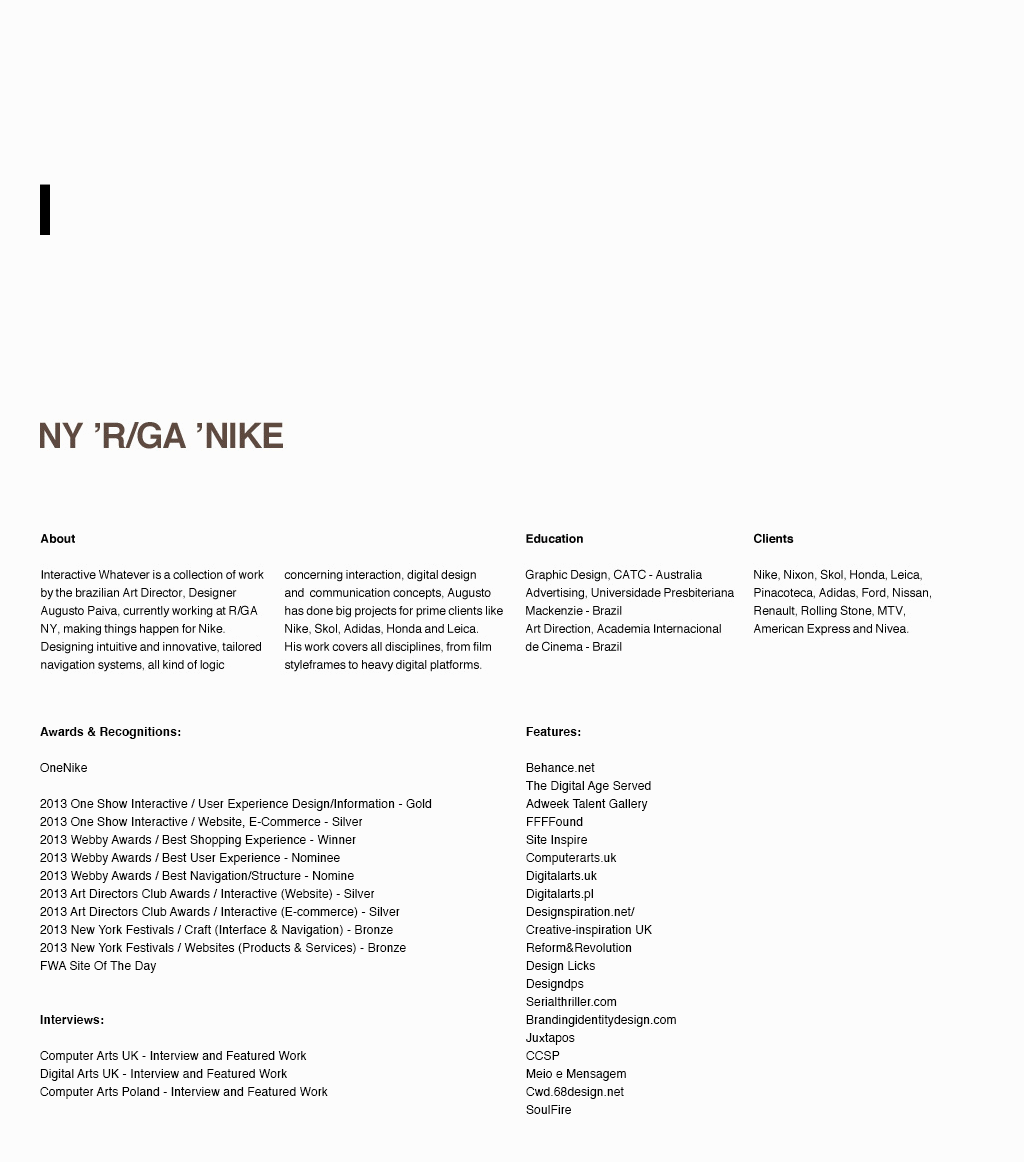 NY ’R/GA ’NIKE
About
Interactive Whatever is a collection of work
by the brazilian Art Director, Designer
Augusto Paiva, currently working at R/GA
NY, making things happen for Nike.
Designing intuitive and innovative, tailored
navigation systems, all kind of logic
concerning interaction, digital design
and  communication concepts, Augusto
has done big projects for prime clients like
Nike, Skol, Adidas, Honda and Leica.
His work covers all disciplines, from film
styleframes to heavy digital platforms.
Education
Graphic Design, CATC - Australia
Advertising, Universidade Presbiteriana
Mackenzie - Brazil
Art Direction, Academia Internacional
de Cinema - Brazil
Clients
Nike, Nixon, Skol, Honda, Leica,
Pinacoteca, Adidas, Ford, Nissan,
Renault, Rolling Stone, MTV,
American Express and Nivea.
Awards & Recognitions:
OneNike
2013 One Show Interactive / User Experience Design/Information - Gold
2013 One Show Interactive / Website, E-Commerce - Silver
2013 Webby Awards / Best Shopping Experience - Winner
2013 Webby Awards / Best User Experience - Nominee
2013 Webby Awards / Best Navigation/Structure - Nomine
2013 Art Directors Club Awards / Interactive (Website) - Silver
2013 Art Directors Club Awards / Interactive (E-commerce) - Silver
2013 New York Festivals / Craft (Interface & Navigation) - Bronze
2013 New York Festivals / Websites (Products & Services) - Bronze
FWA Site Of The Day
Interviews:
Computer Arts UK - Interview and Featured Work
Digital Arts UK - Interview and Featured Work
Computer Arts Poland - Interview and Featured Work
Features:
Behance.net
The Digital Age Served
Adweek Talent Gallery
FFFFound
Site Inspire
Computerarts.uk
Digitalarts.uk
Digitalarts.pl
Designspiration.net/
Creative-inspiration UK
Reform&Revolution
Design Licks
Designdps
Serialthriller.com
Brandingidentitydesign.com
Juxtapos
CCSP
Meio e Mensagem
Cwd.68design.net
SoulFire